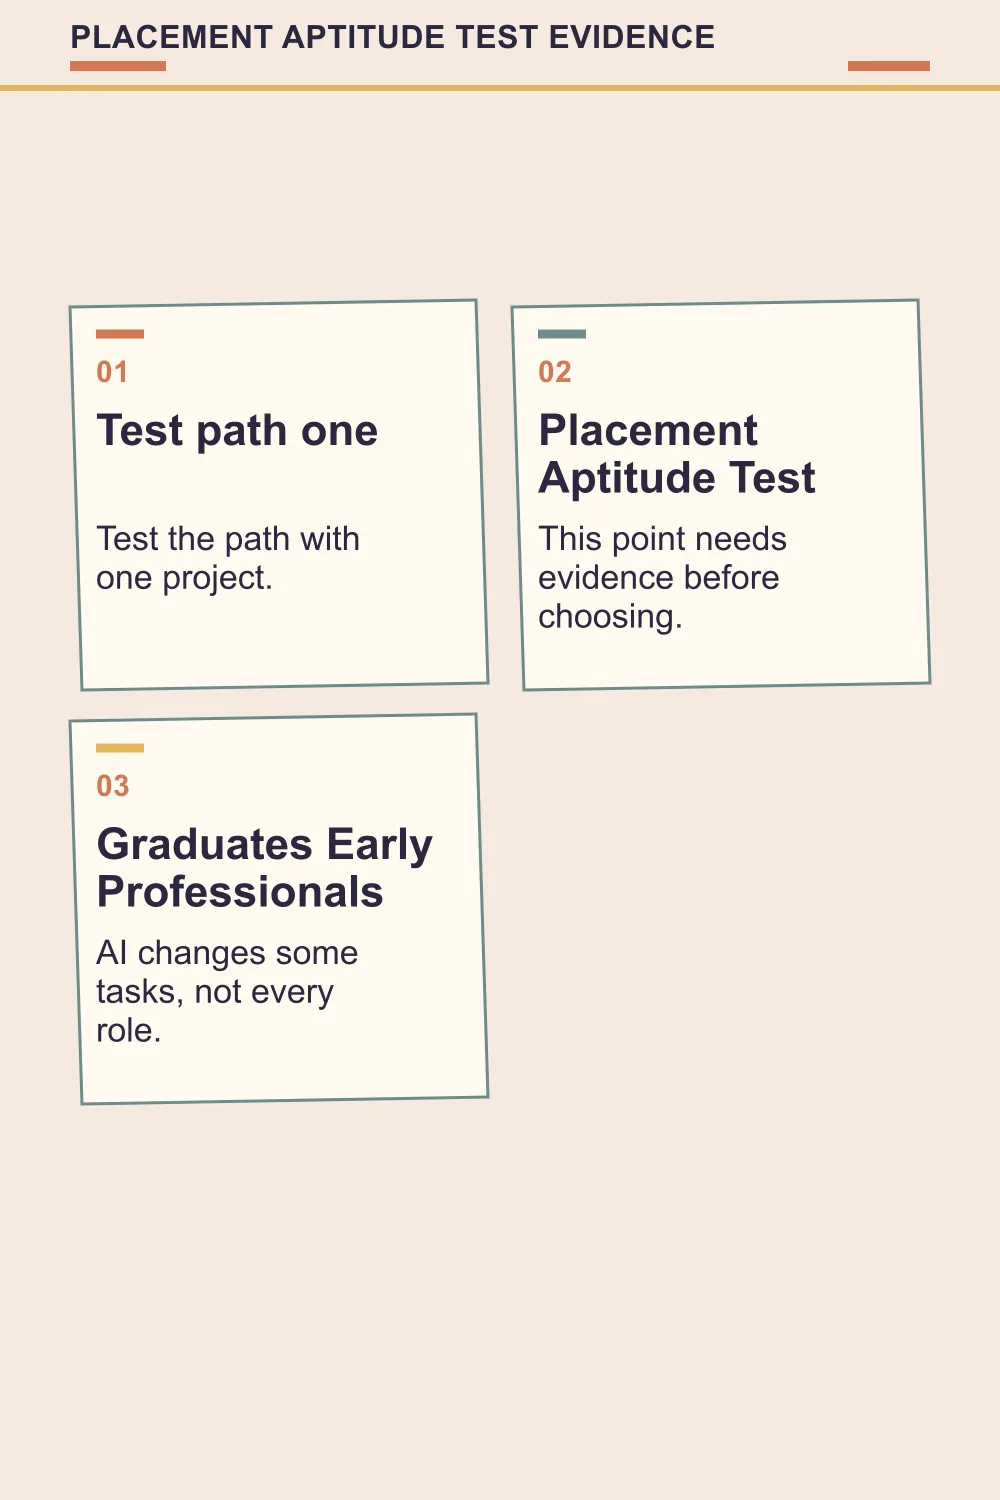 PLACEMENT APTITUDE TEST EVIDENCE
01
Test path one
Test the path with
one project.
02
Placement
Aptitude Test
This point needs
evidence before
choosing.
03
Graduates Early
Professionals
AI changes some
tasks, not every
role.